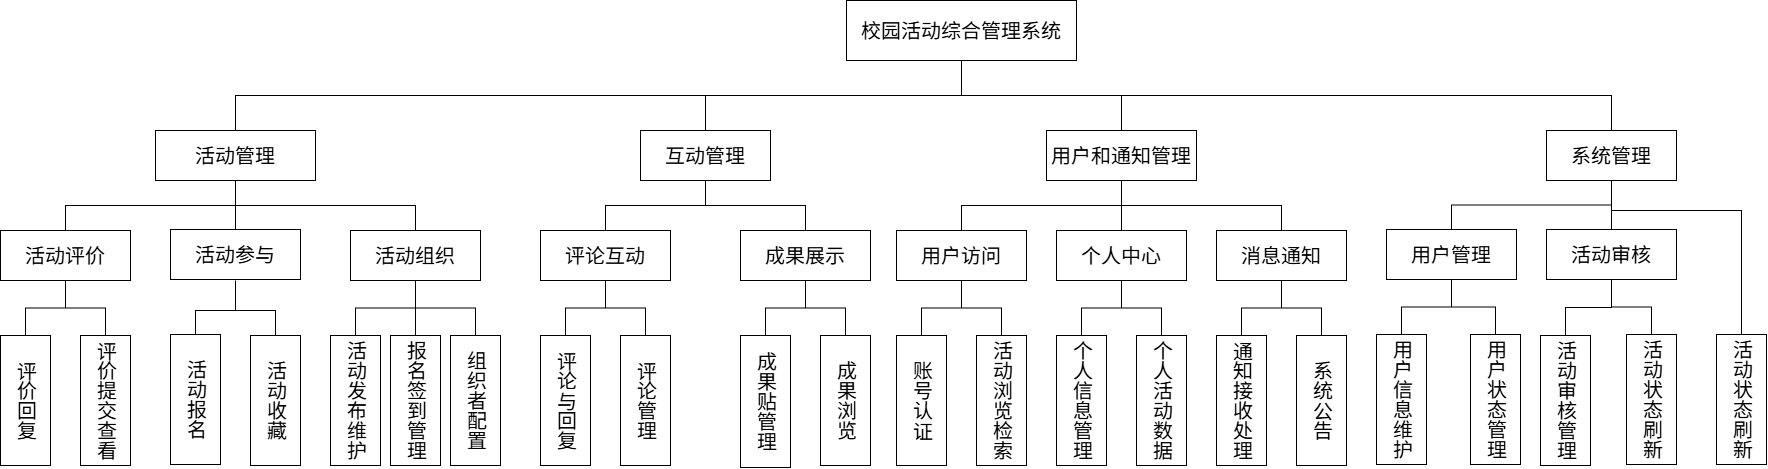 校园活动综合管理系统
活动管理
互动管理
用户和通知管理
系统管理
活动评价
活动参与
活动组织
评论互动
成果展示
用户访问
个人中心
消息通知
用户管理
活动审核
评价回复
评价提交查看
活动报名
活动收藏
活动发布维护
报名签到管理
组织者配置
评论与回复
评论管理
成果贴管理
成果浏览
账号认证
活动浏览检索
个人信息管理
个人活动数据
通知接收处理
系统公告
用户信息维护
用户状态管理
活动审核管理
活动状态刷新
活动状态刷新